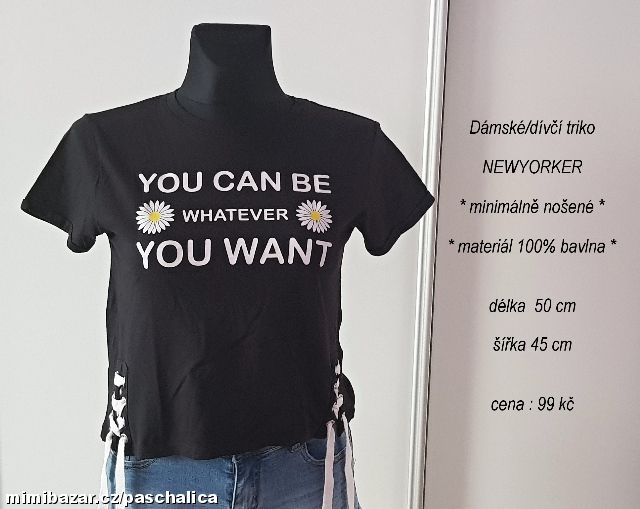 YOU CAN BE
WHATEVER
YOU WANT
Dámské/dívčí triko
NEWYORKER
* minimálně nošené *
* materiál 100% bavlna *
délka 50 cm
šířka 45 cm
cena : 99 kč
mimibazar.cz/paschalica